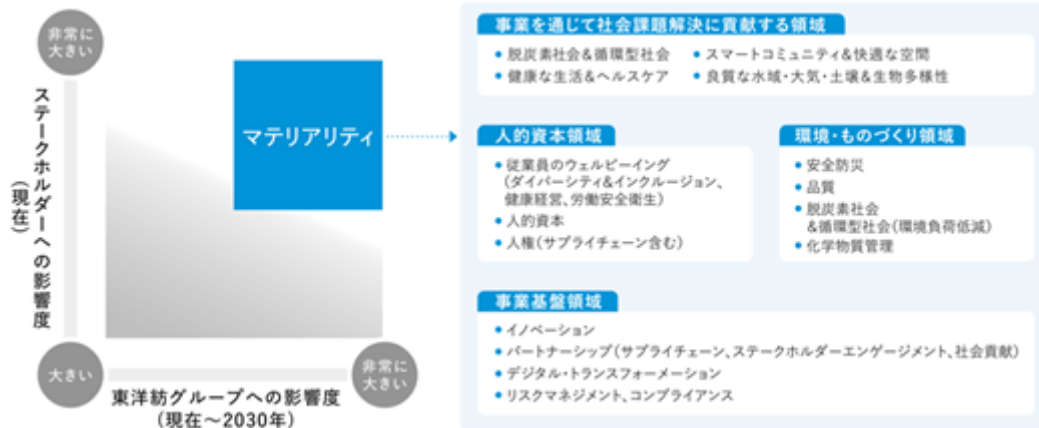 非常に
大きい
ステークホルダーへの影響度
(現在)
マテリアリティ
大きい
非常に
大きい
東洋紡グループへの影響度
(現在～2030年)
事業を通じて社会課題解決に貢献する領域
• 脱炭素社会&循環型社会
• スマートコミュニティ&快適な空間
• 健康な生活&ヘルスケア
• 良質な水域・大気・土壌&生物多様性
人的資本領域
• 従業員のウェルビーイング
(ダイバーシティ&インクルージョン、
健康経営、労働安全衛生)
• 人的資本
• 人権(サプライチェーン含む)
環境・ものづくり領域
• 安全防災
• 品質
• 脱炭素社会
&循環型社会(環境負荷低減)
• 化学物質管理
事業基盤領域
• イノベーション
• パートナーシップ(サプライチェーン、ステークホルダーエンゲージメント、社会貢献)
• デジタル・トランスフォーメーション
• リスクマネジメント、コンプライアンス